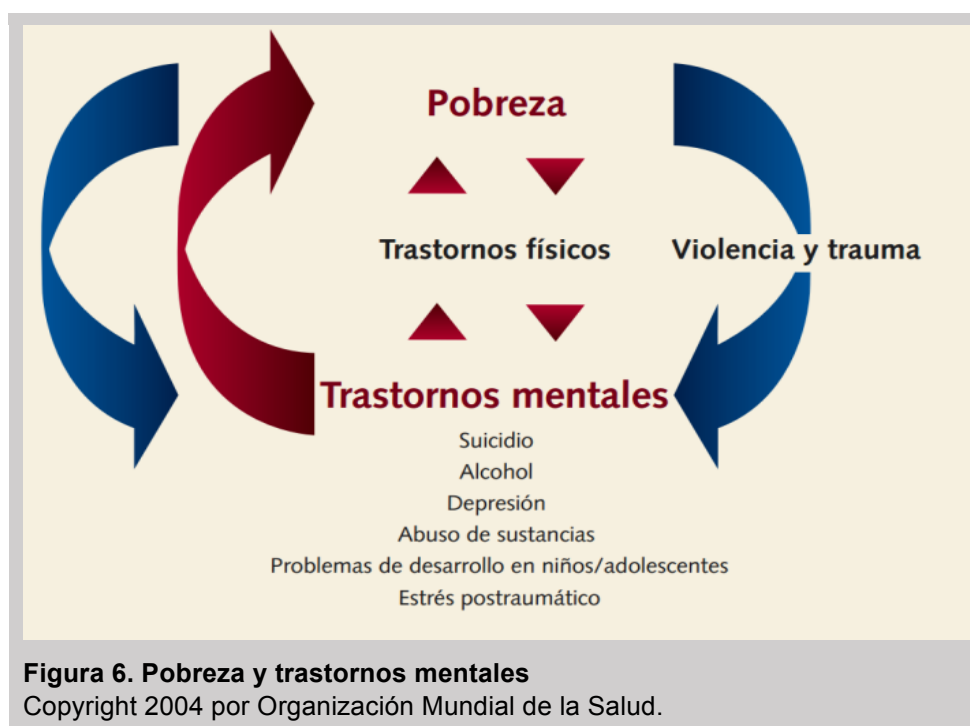 Pobreza
Trastornos físicos
Violencia y trauma
Trastornos mentales
Suicidio
Alcohol
Depresión
Abuso de sustancias
Problemas de desarrollo en niños/adolescentes
Estrés postraumático
Figura 6. Pobreza y trastornos mentales
Copyright 2004 por Organización Mundial de la Salud.